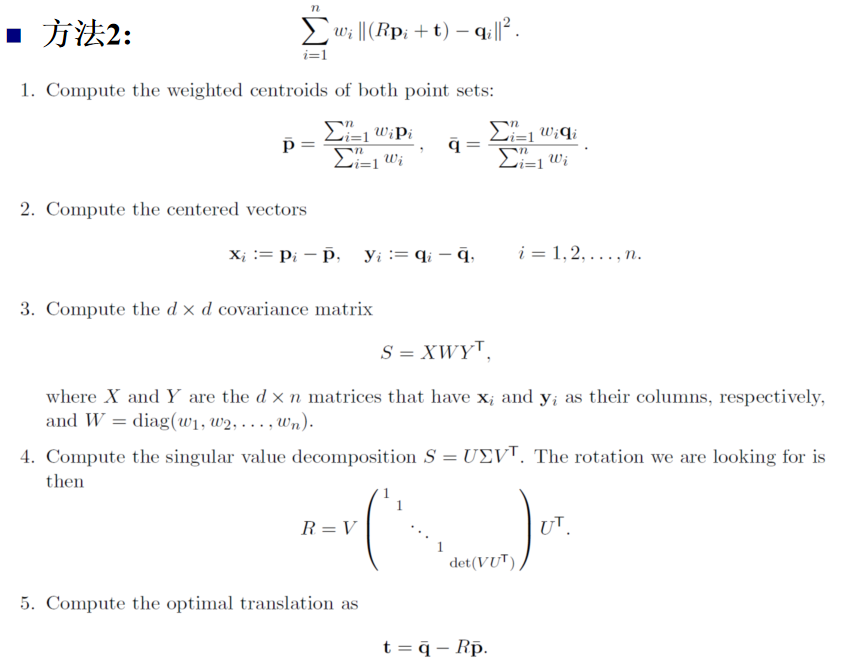 ■ 方法2: $\sum_{i=1}^{n} w_i \|(R\mathbf{p}_i + \mathbf{t}) - \mathbf{q}_i\|^2 .$
1. Compute the weighted centroids of both point sets:
$\bar{\mathbf{p}} = \frac{\sum_{i=1}^{n} w_i \mathbf{p}_i}{\sum_{i=1}^{n} w_i}, \quad \bar{\mathbf{q}} = \frac{\sum_{i=1}^{n} w_i \mathbf{q}_i}{\sum_{i=1}^{n} w_i} .$
2. Compute the centered vectors
$\mathbf{x}_i := \mathbf{p}_i - \bar{\mathbf{p}}, \quad \mathbf{y}_i := \mathbf{q}_i - \bar{\mathbf{q}}, \quad i = 1, 2, \ldots, n.$
3. Compute the $d \times d$ covariance matrix
$S = XWY^{\mathsf{T}},$
where $X$ and $Y$ are the $d \times n$ matrices that have $\mathbf{x}_i$ and $\mathbf{y}_i$ as their columns, respectively,
and $W = \mathrm{diag}(w_1, w_2, \ldots, w_n).$
4. Compute the singular value decomposition $S = U\Sigma V^{\mathsf{T}}$. The rotation we are looking for is
then
$R = V \begin{pmatrix} 1 & & & & \\ & 1 & & & \\ & & \ddots & & \\ & & & 1 & \\ & & & & \det(VU^{\mathsf{T}}) \end{pmatrix} U^{\mathsf{T}}.$
5. Compute the optimal translation as
$\mathbf{t} = \bar{\mathbf{q}} - R\bar{\mathbf{p}}.$